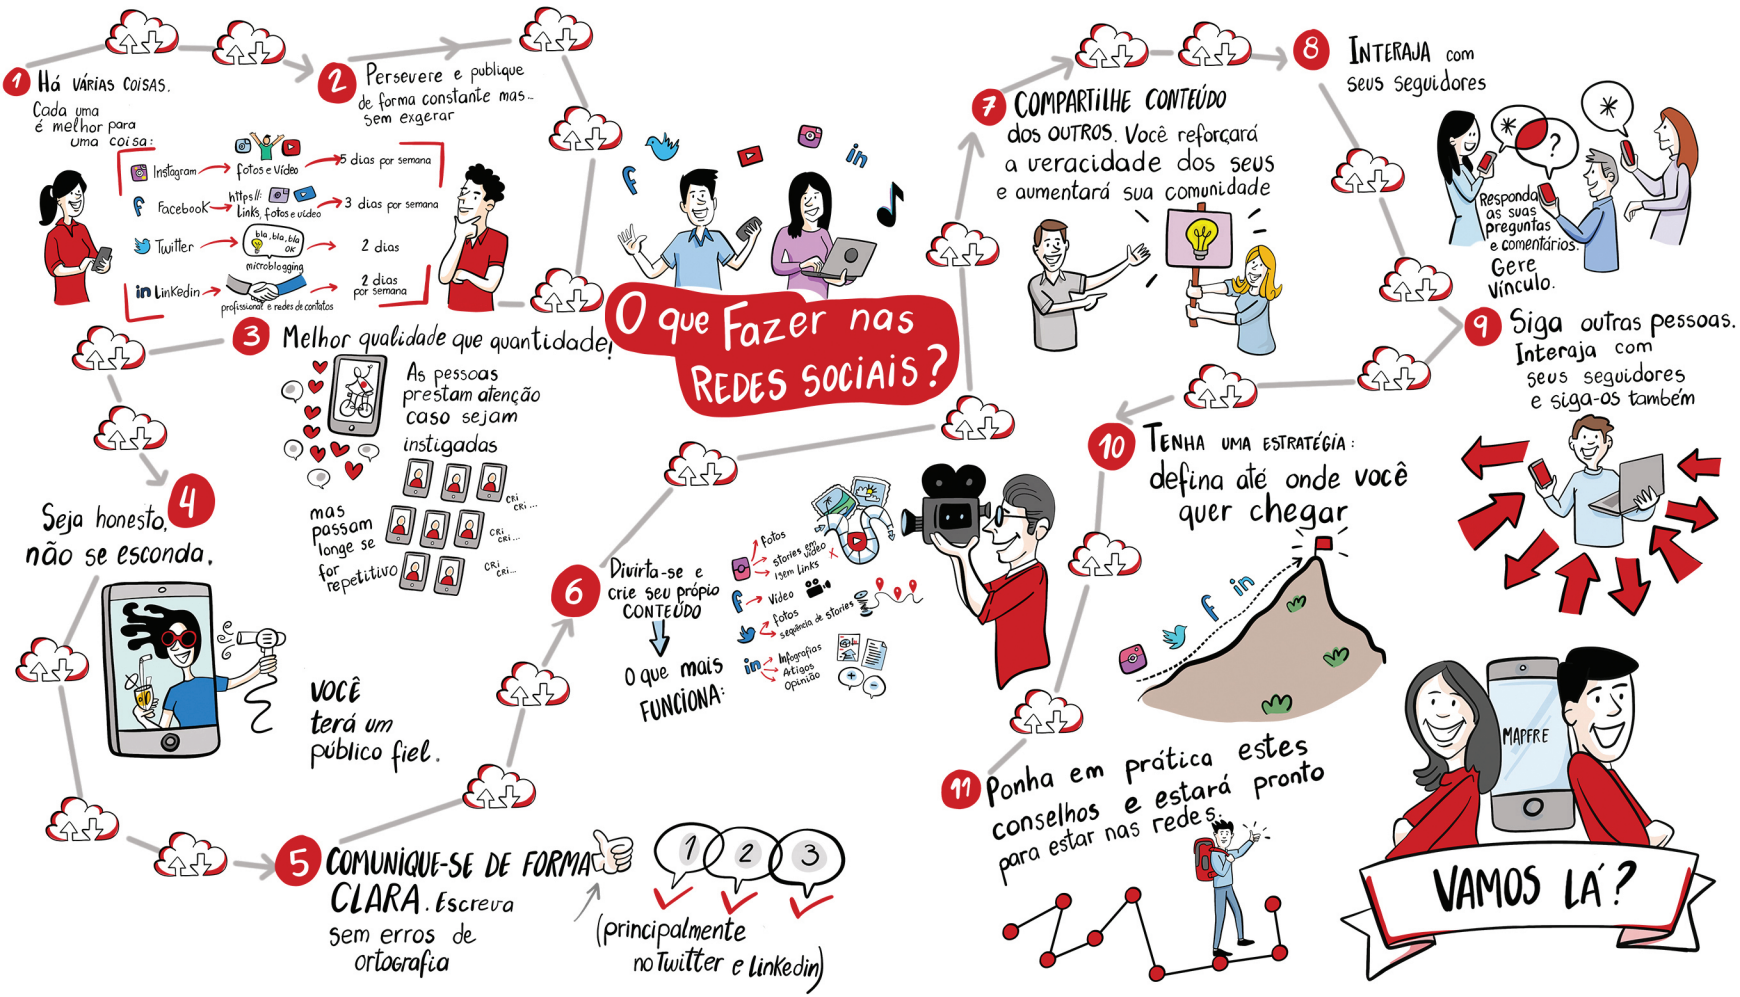 1 Há VÁRIAS COISAS.
Cada uma
é melhor para
uma coisa:
Instagram
fotos e vídeo
5 dias por semana
Facebook
https//:
Links, fotos e vídeo
3 dias por semana
Twitter
bla, bla, bla
OK
microblogging
2 dias
in Linkedin
profissional e redes de contatos
2 dias
por semana
2 Persevere e publique
de forma constante mas...
sem exgerar
3 Melhor qualidade que quantidade!
As pessoas
prestam atenção
caso sejam
instigadas
mas
passam
longe se
for
repetitivo
CRi
CRi...
CRi
CRi...
CRi
CRi...
4
Seja honesto,
não se esconda.
VOCÊ
terá um
público fiel.
5 COMUNIQUE-SE DE FORMA
CLARA. Escreva
sem erros de
ortografia
1 2 3
(principalmente
no Twitter e Linkedin)
O que Fazer nas
REDES SOCIAIS?
6 Divirta-se e
crie seu própio
CONTEÚDO
O que mais
FUNCIONA:
fotos
stories em
vídeo
1sem Links
X
Vídeo
fotos
sequência de stories
in
Infografias
Artigos
Opinião
7 COMPARTILHE CONTEÚDO
DOS OUTROS. Você reforçará
a veracidade dos seus
e aumentará sua comunidade
8 INTERAJA com
seus seguidores
* ?
*
Responda
as suas
preguntas
e comentários.
Gere
vínculo.
9 Siga outras pessoas.
Interaja com
seus seguidores
e siga-os também
10 TENHA UMA ESTRATÉGIA:
defina até onde você
quer chegar
in
11 Ponha em prática estes
conselhos e estará pronto
para estar nas redes.
MAPFRE
VAMOS LÁ?